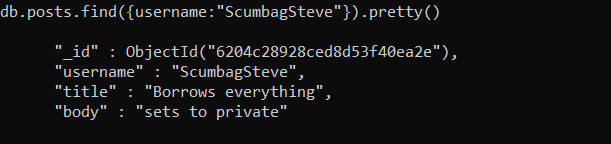 db.posts.find({username:"ScumbagSteve"}).pretty()
"_id" : ObjectId("6204c28928ced8d53f40ea2e"),
"username" : "ScumbagSteve",
"title" : "Borrows everything",
"body" : "sets to private"